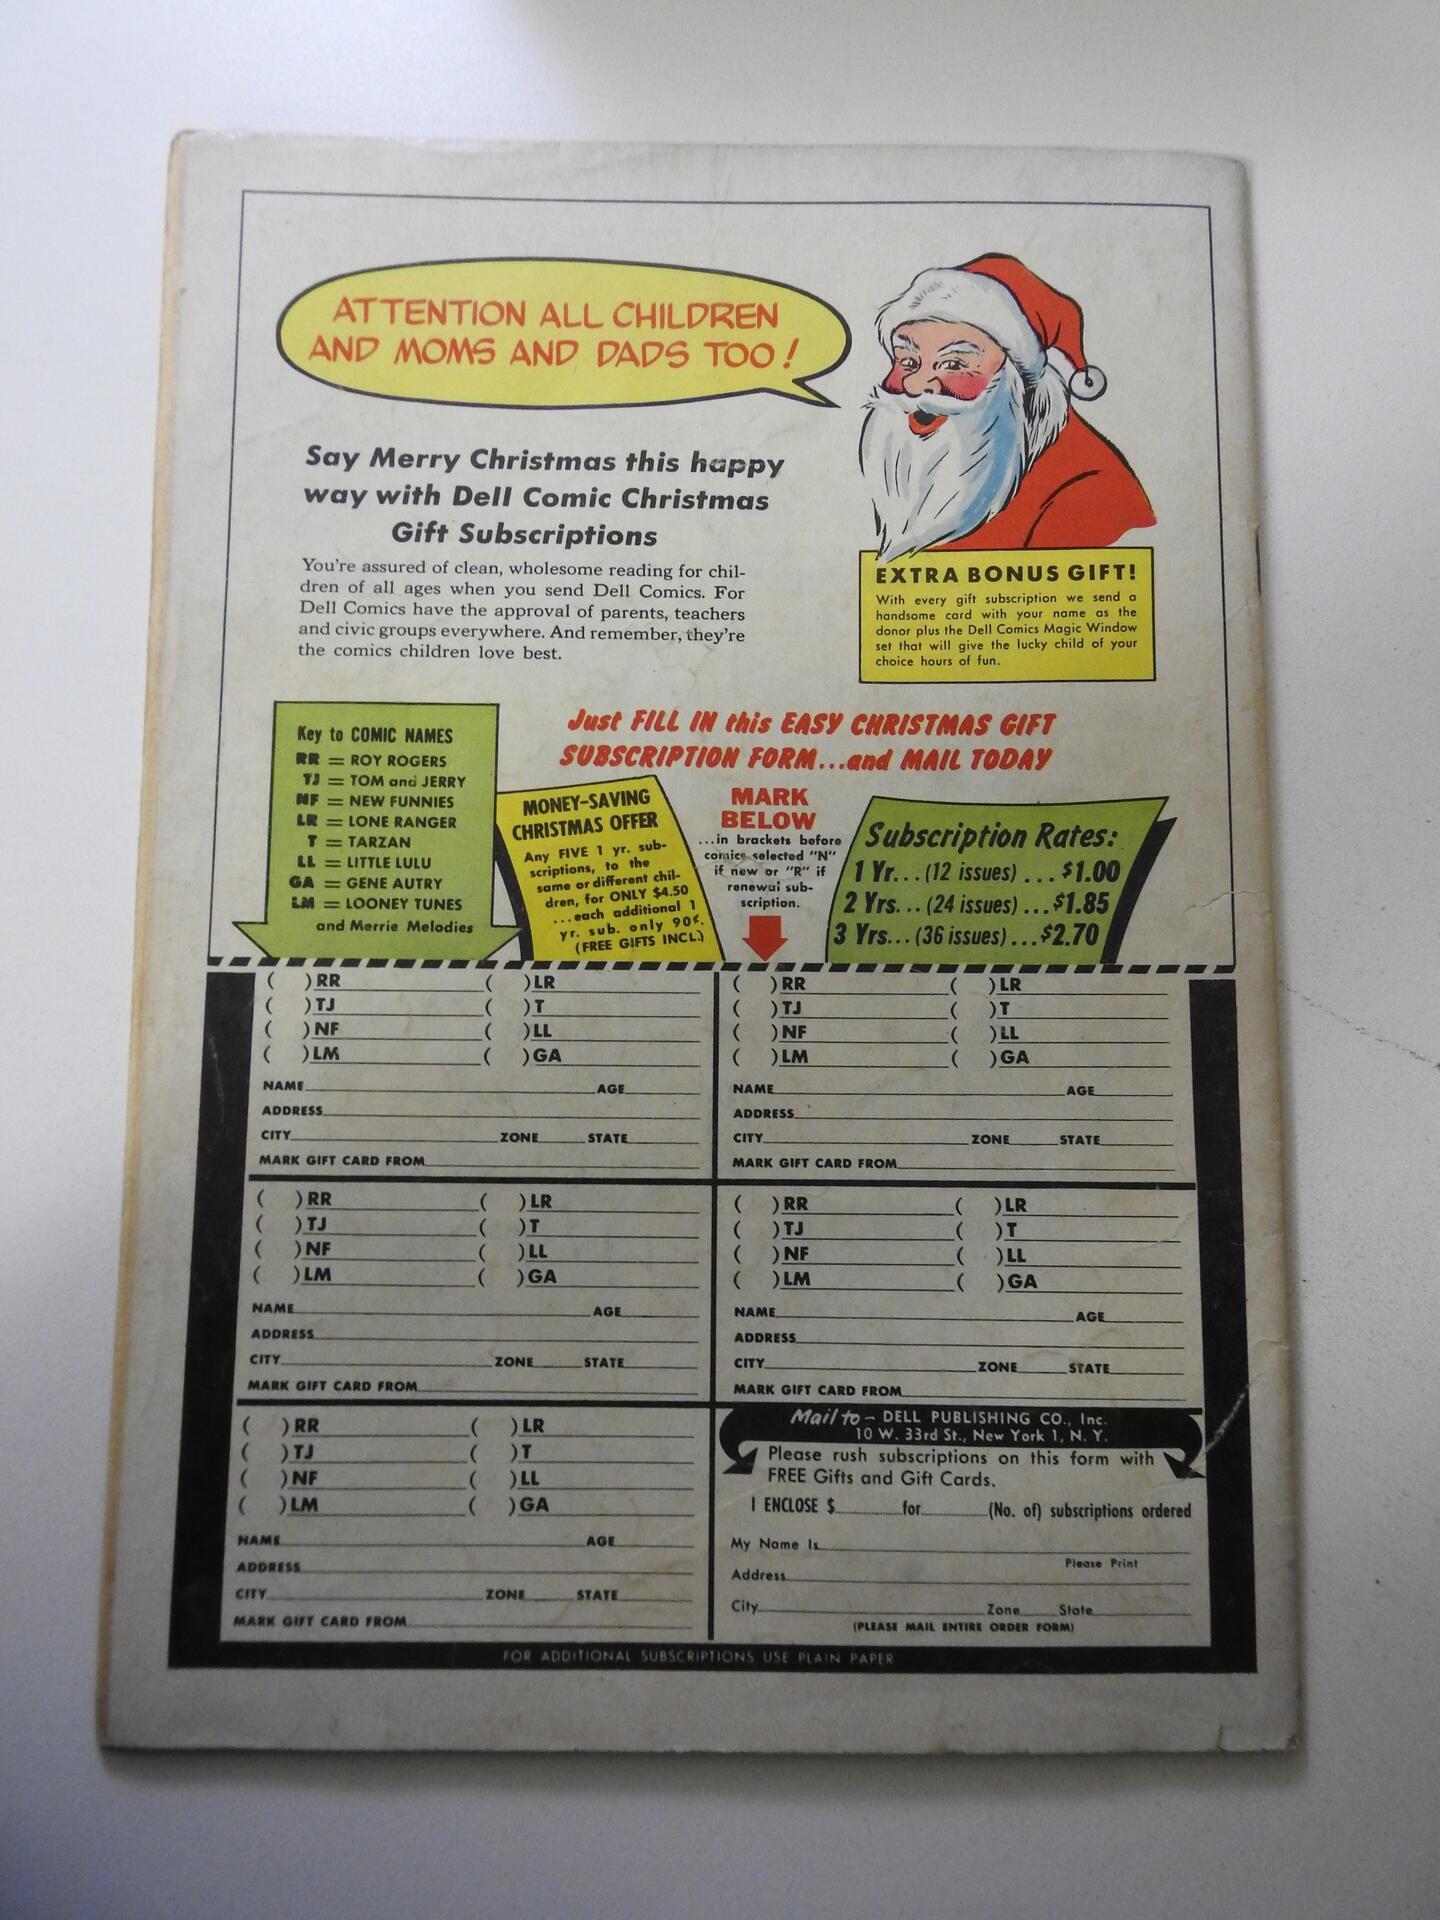 ATTENTION ALL CHILDREN
AND MOMS AND DADS TOO!
Say Merry Christmas this happy
way with Dell Comic Christmas
Gift Subscriptions
You're assured of clean, wholesome reading for chil-
dren of all ages when you send Dell Comics. For
Dell Comics have the approval of parents, teachers
and civic groups everywhere. And remember, they're
the comics children love best.
EXTRA BONUS GIFT!
With every gift subscription we send a
handsome card with your name as the
donor plus the Dell Comics Magic Window
set that will give the lucky child of your
choice hours of fun.
Just FILL IN this EASY CHRISTMAS GIFT
SUBSCRIPTION FORM...and MAIL TODAY
Key to COMIC NAMES
RR = ROY ROGERS
TJ = TOM and JERRY
NF = NEW FUNNIES
LR = LONE RANGER
T = TARZAN
LL = LITTLE LULU
GA = GENE AUTRY
LM = LOONEY TUNES
and Merrie Melodies
MONEY-SAVING
CHRISTMAS OFFER
Any FIVE 1 yr. sub-
scriptions, to the
same or different chil-
dren, for ONLY $4.50
...each additional 1
yr. sub. only 90¢.
(FREE GIFTS INCL.)
MARK
BELOW
...in brackets before
comics selected "N"
if new or "R" if
renewal sub-
scription.
Subscription Rates:
1 Yr...(12 issues)...$1.00
2 Yrs...(24 issues)...$1.85
3 Yrs...(36 issues)...$2.70
( )RR ( )LR
( )TJ ( )T
( )NF ( )LL
( )LM ( )GA
NAME AGE
ADDRESS
CITY ZONE STATE
MARK GIFT CARD FROM
( )RR ( )LR
( )TJ ( )T
( )NF ( )LL
( )LM ( )GA
NAME AGE
ADDRESS
CITY ZONE STATE
MARK GIFT CARD FROM
( )RR ( )LR
( )TJ ( )T
( )NF ( )LL
( )LM ( )GA
NAME AGE
ADDRESS
CITY ZONE STATE
MARK GIFT CARD FROM
( )RR ( )LR
( )TJ ( )T
( )NF ( )LL
( )LM ( )GA
NAME AGE
ADDRESS
CITY ZONE STATE
MARK GIFT CARD FROM
( )RR ( )LR
( )TJ ( )T
( )NF ( )LL
( )LM ( )GA
NAME AGE
ADDRESS
CITY ZONE STATE
MARK GIFT CARD FROM
Mail to – DELL PUBLISHING CO., Inc.
10 W. 33rd St., New York 1, N. Y.
Please rush subscriptions on this form with
FREE Gifts and Gift Cards.
I ENCLOSE $ for (No. of) subscriptions ordered
My Name Is
Please Print
Address
City Zone State
(PLEASE MAIL ENTIRE ORDER FORM)
FOR ADDITIONAL SUBSCRIPTIONS USE PLAIN PAPER